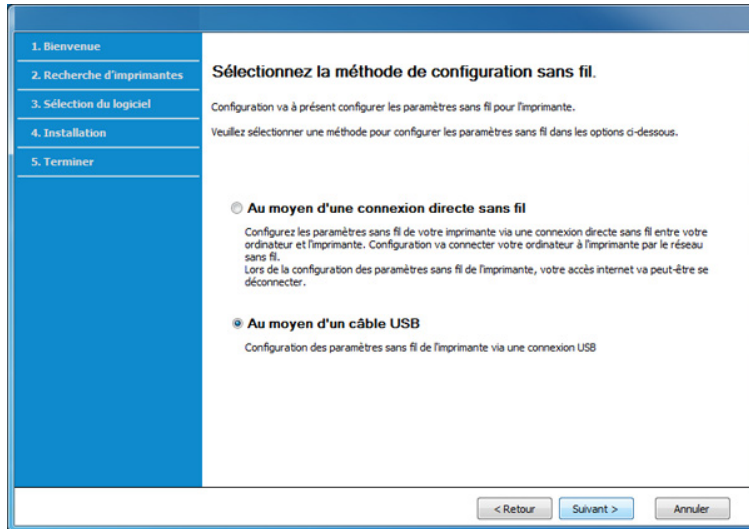 1. Bienvenue
2. Recherche d'imprimantes
3. Sélection du logiciel
4. Installation
5. Terminer
Sélectionnez la méthode de configuration sans fil.
Configuration va à présent configurer les paramètres sans fil pour l'imprimante.
Veuillez sélectionner une méthode pour configurer les paramètres sans fil dans les options ci-dessous.
Au moyen d'une connexion directe sans fil
Configurez les paramètres sans fil de votre imprimante via une connexion directe sans fil entre votre
ordinateur et l'imprimante. Configuration va connecter votre ordinateur à l'imprimante par le réseau
sans fil.
Lors de la configuration des paramètres sans fil de l'imprimante, votre accès internet va peut-être se
déconnecter.
Au moyen d'un câble USB
Configuration des paramètres sans fil de l'imprimante via une connexion USB
< Retour
Suivant >
Annuler